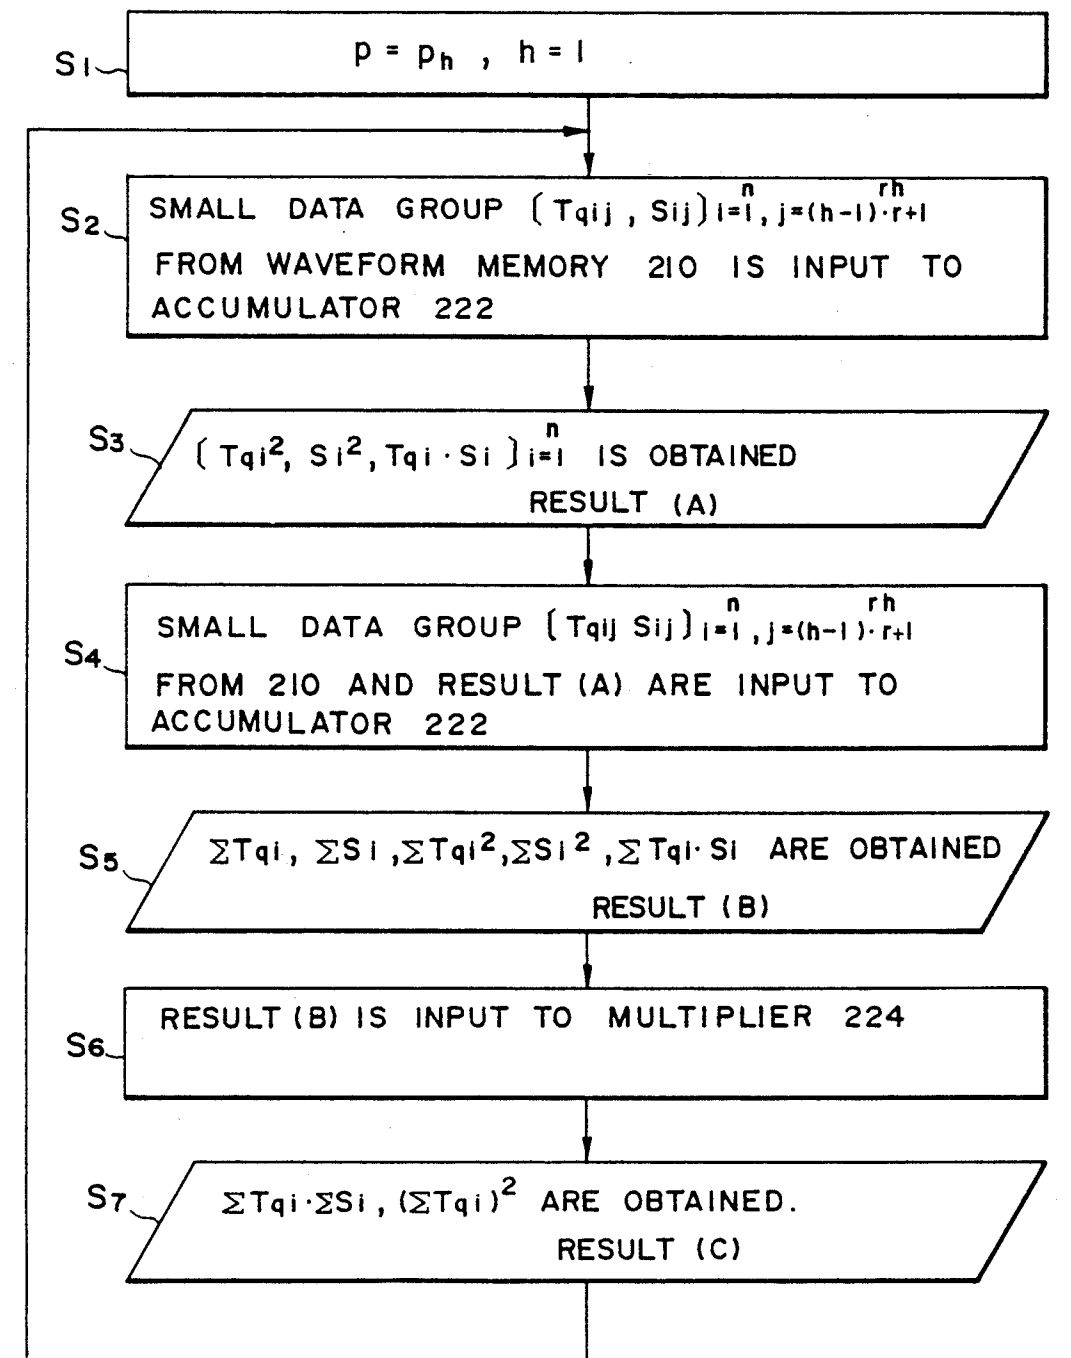 S1
p = ph , h = 1
S2
SMALL DATA GROUP [Tqij , Sij] i=1 n , j=(h-1)·r+1 rh
FROM WAVEFORM MEMORY 210 IS INPUT TO
ACCUMULATOR 222
S3
[Tqi², Si², Tqi · Si] i=1 n IS OBTAINED
RESULT (A)
S4
SMALL DATA GROUP [Tqij Sij] i=1 n , j=(h-1)·r+1 rh
FROM 210 AND RESULT (A) ARE INPUT TO
ACCUMULATOR 222
S5
ΣTqi, ΣSi, ΣTqi², ΣSi², ΣTqi·Si ARE OBTAINED
RESULT (B)
S6
RESULT (B) IS INPUT TO MULTIPLIER 224
S7
ΣTqi·ΣSi, (ΣTqi)² ARE OBTAINED.
RESULT (C)